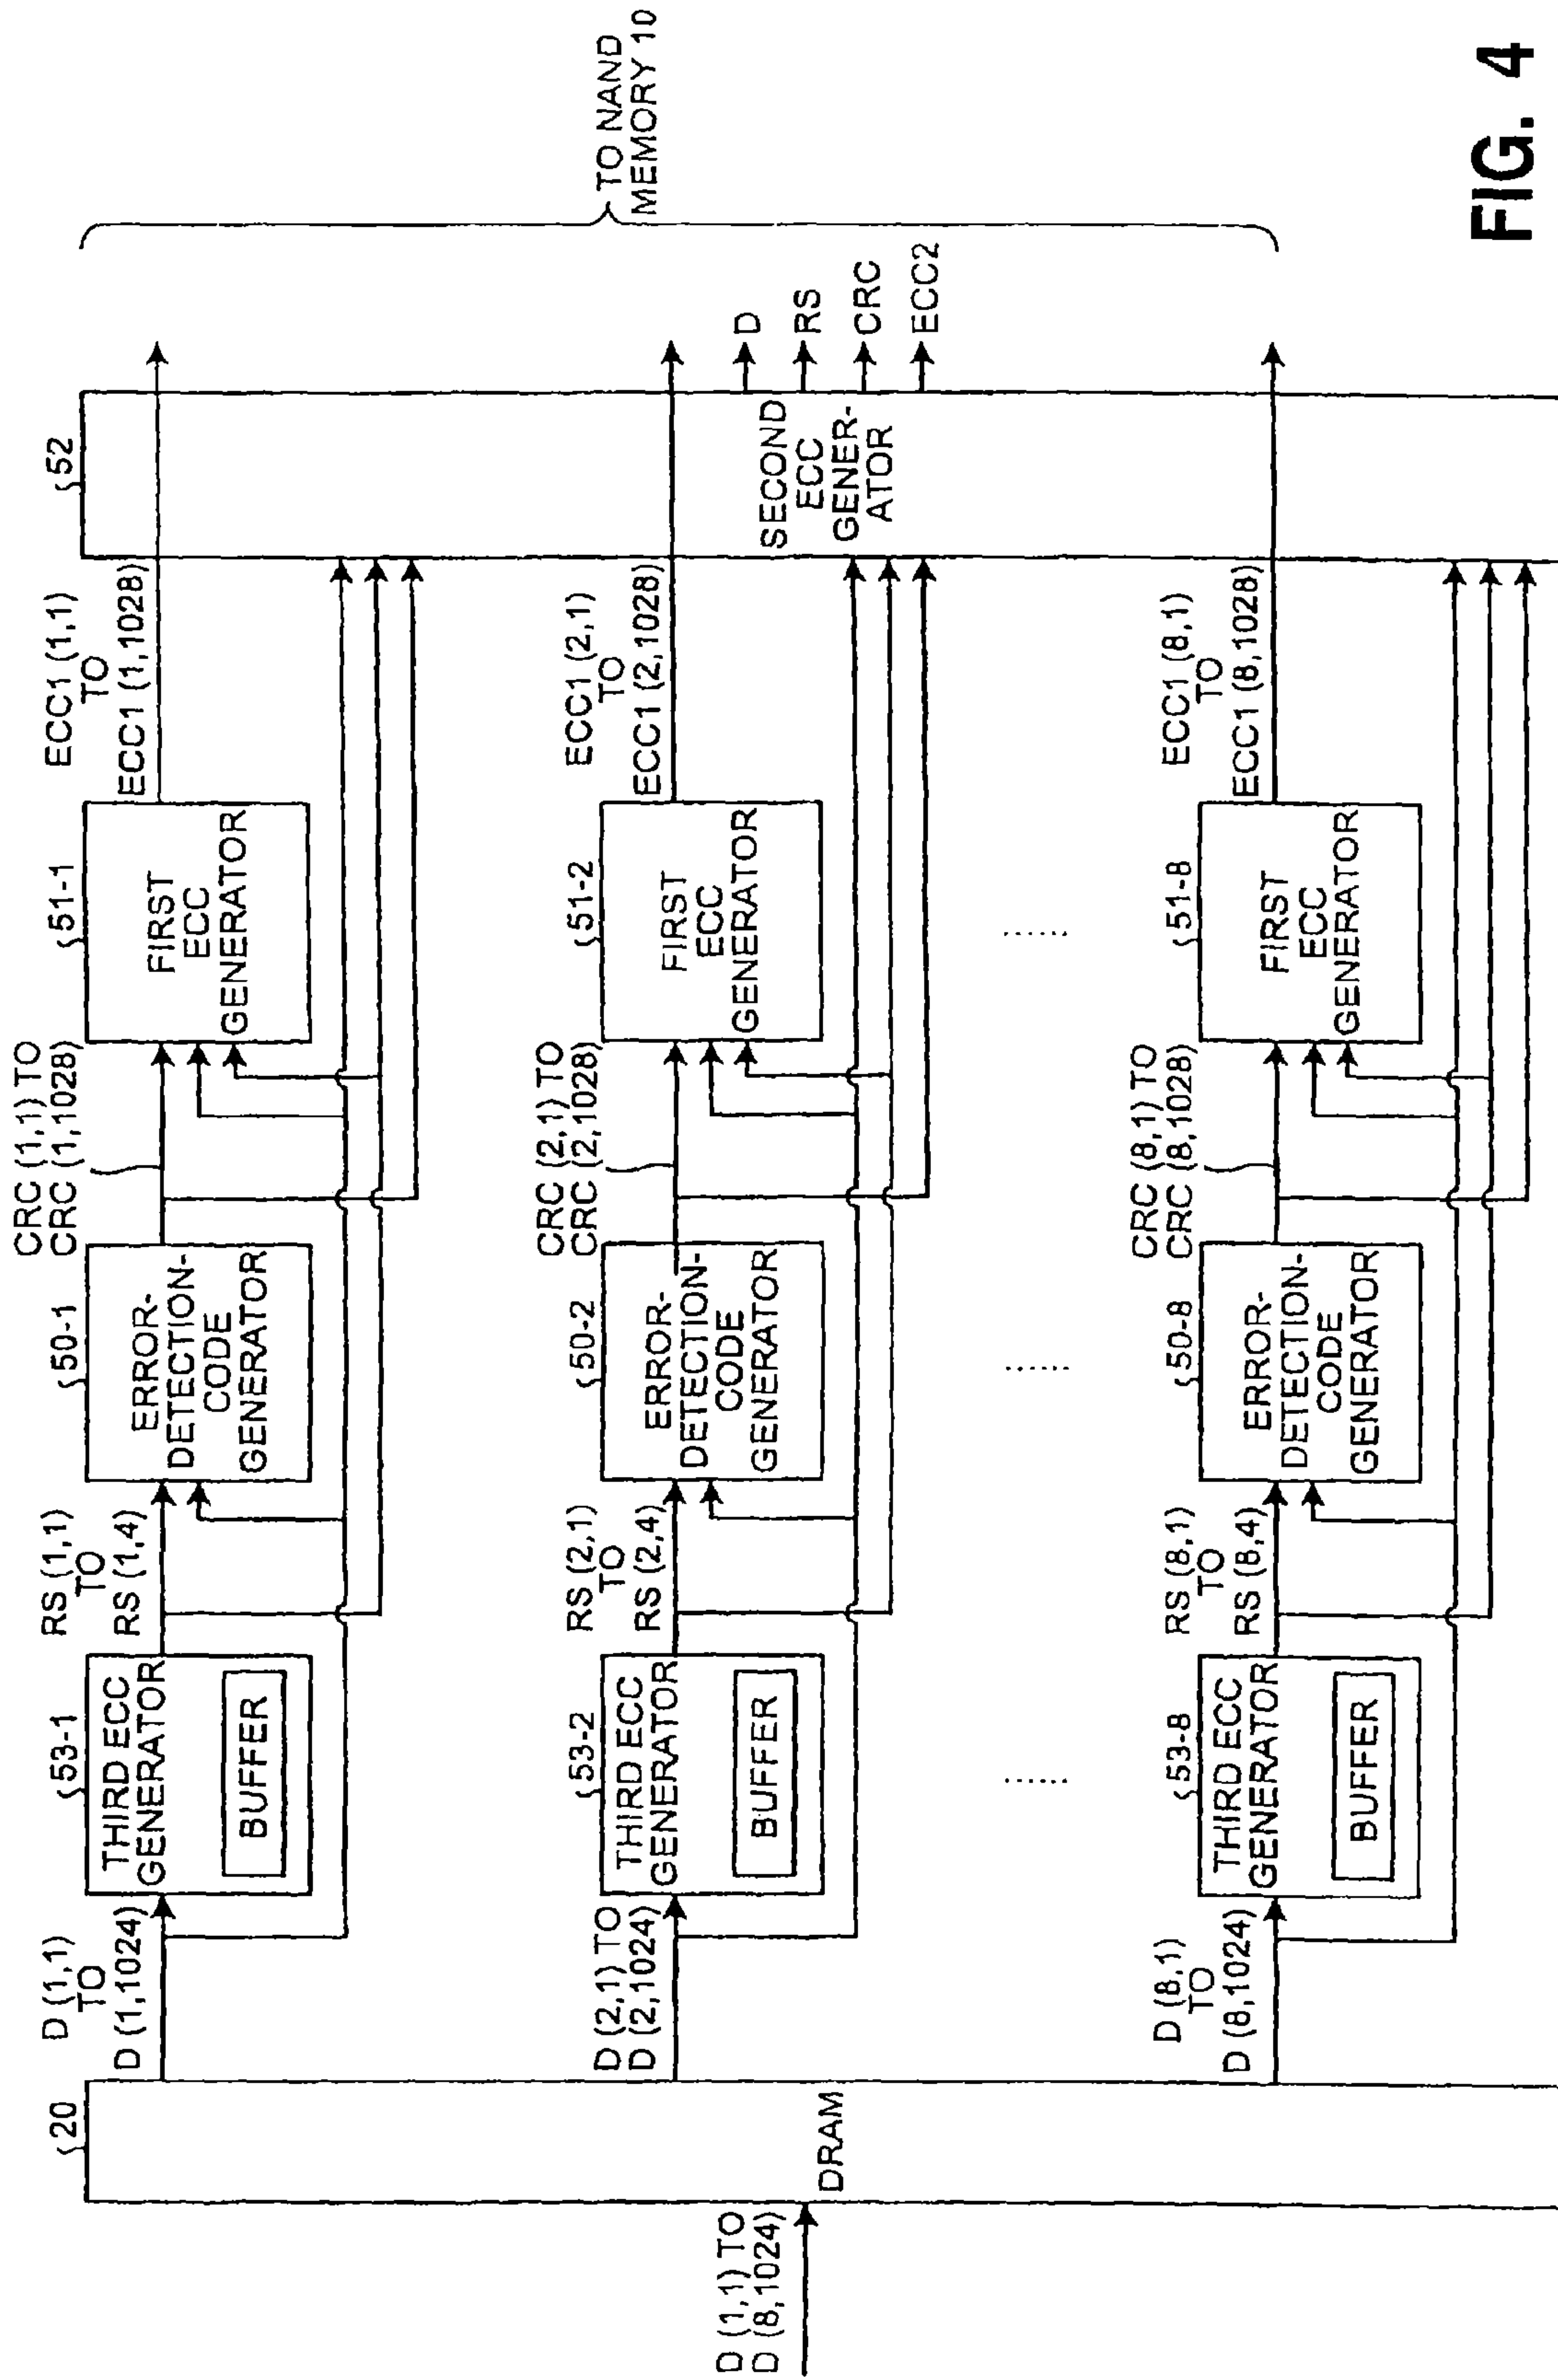 D (1,1) TO
D (8,1024)
20
DRAM
D (1,1)
TO
D (1,1024)
53-1
THIRD ECC
GENERATOR
BUFFER
RS (1,1)
TO
RS (1,4)
50-1
ERROR-
DETECTION-
CODE
GENERATOR
CRC (1,1) TO
CRC (1,1028)
51-1
FIRST
ECC
GENERATOR
ECC1 (1,1)
TO
ECC1 (1,1028)
52
SECOND
ECC
GENER-
ATOR
D (2,1) TO
D (2,1024)
53-2
THIRD ECC
GENERATOR
BUFFER
RS (2,1)
TO
RS (2,4)
50-2
ERROR-
DETECTION-
CODE
GENERATOR
CRC (2,1) TO
CRC (2,1028)
51-2
FIRST
ECC
GENERATOR
ECC1 (2,1)
TO
ECC1 (2,1028)
D
RS
CRC
ECC2
TO NAND
MEMORY 10
D (8,1)
TO
D (8,1024)
53-8
THIRD ECC
GENERATOR
BUFFER
RS (8,1)
TO
RS (8,4)
50-8
ERROR-
DETECTION-
CODE
GENERATOR
CRC (8,1) TO
CRC (8,1028)
51-8
FIRST
ECC
GENERATOR
ECC1 (8,1)
TO
ECC1 (8,1028)
FIG. 4